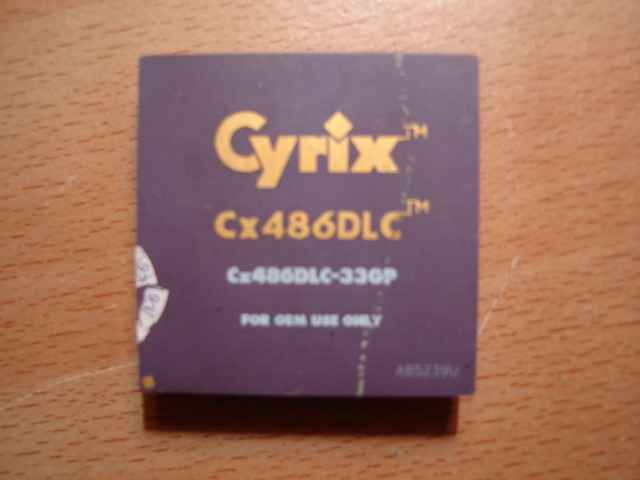 Cyrix™
Cx486DLC™
Cx486DLC-33GP
FOR OEM USE ONLY